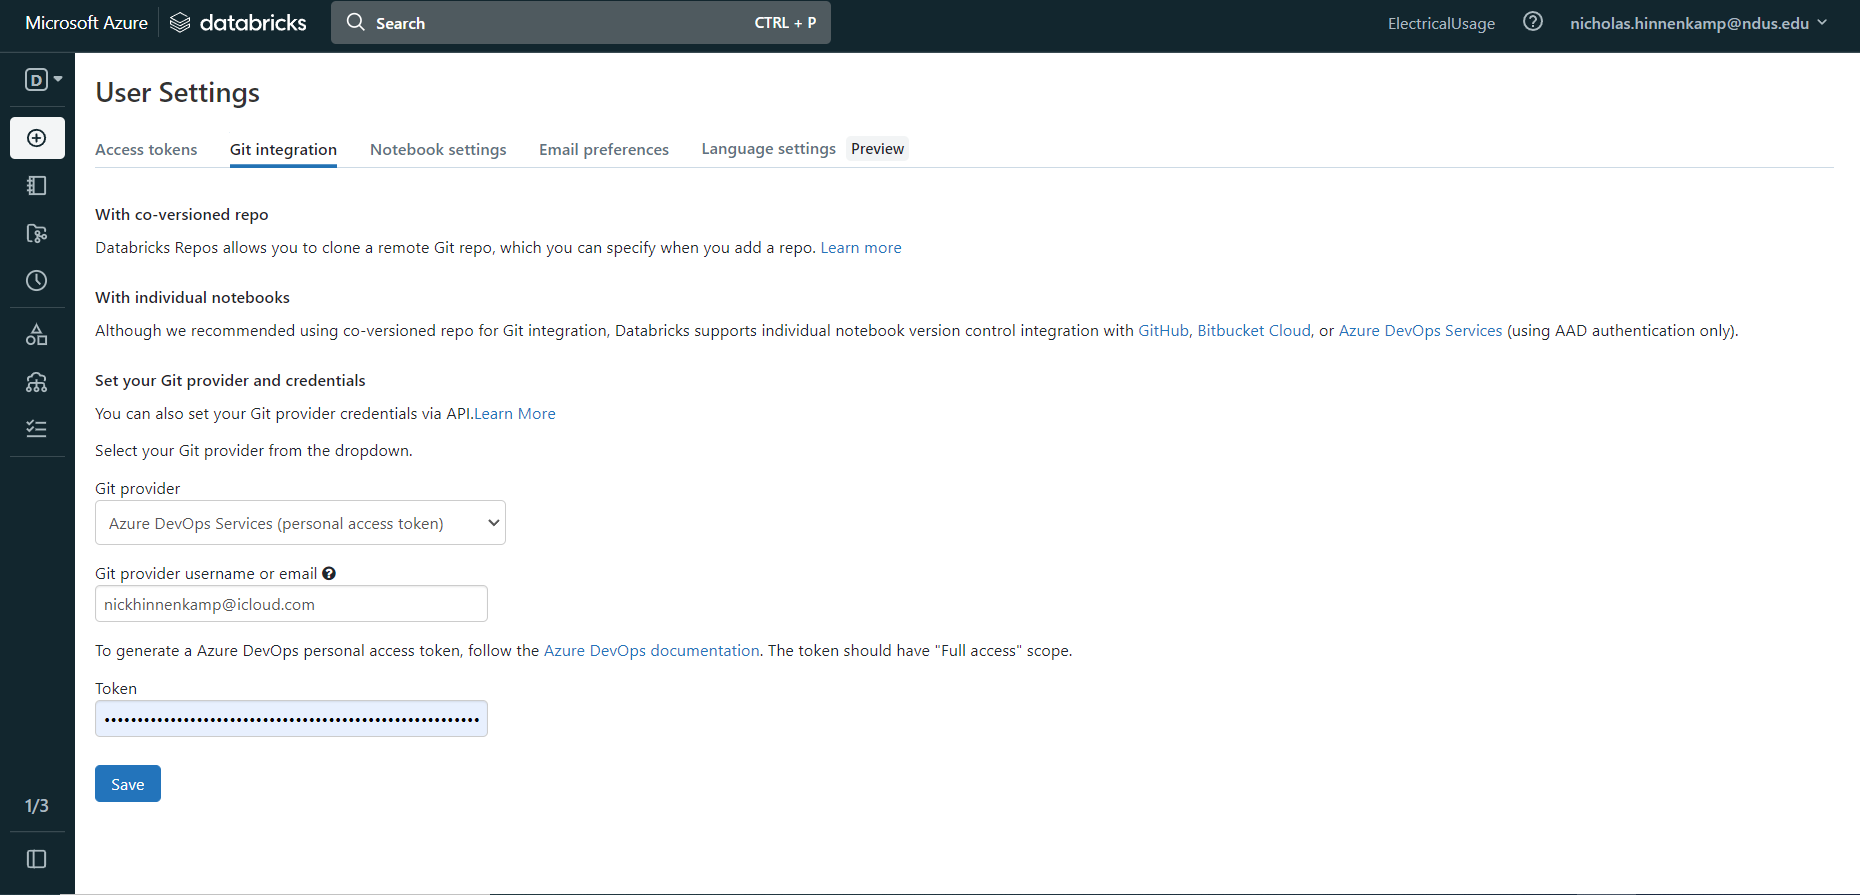 Microsoft Azure databricks Search CTRL + P ElectricalUsage nicholas.hinnenkamp@ndus.edu
D
User Settings
Access tokens Git integration Notebook settings Email preferences Language settings Preview
With co-versioned repo
Databricks Repos allows you to clone a remote Git repo, which you can specify when you add a repo. Learn more
With individual notebooks
Although we recommended using co-versioned repo for Git integration, Databricks supports individual notebook version control integration with GitHub, Bitbucket Cloud, or Azure DevOps Services (using AAD authentication only).
Set your Git provider and credentials
You can also set your Git provider credentials via API.Learn More
Select your Git provider from the dropdown.
Git provider
Azure DevOps Services (personal access token)
Git provider username or email
nickhinnenkamp@icloud.com
To generate a Azure DevOps personal access token, follow the Azure DevOps documentation. The token should have "Full access" scope.
Token
Save
1/3